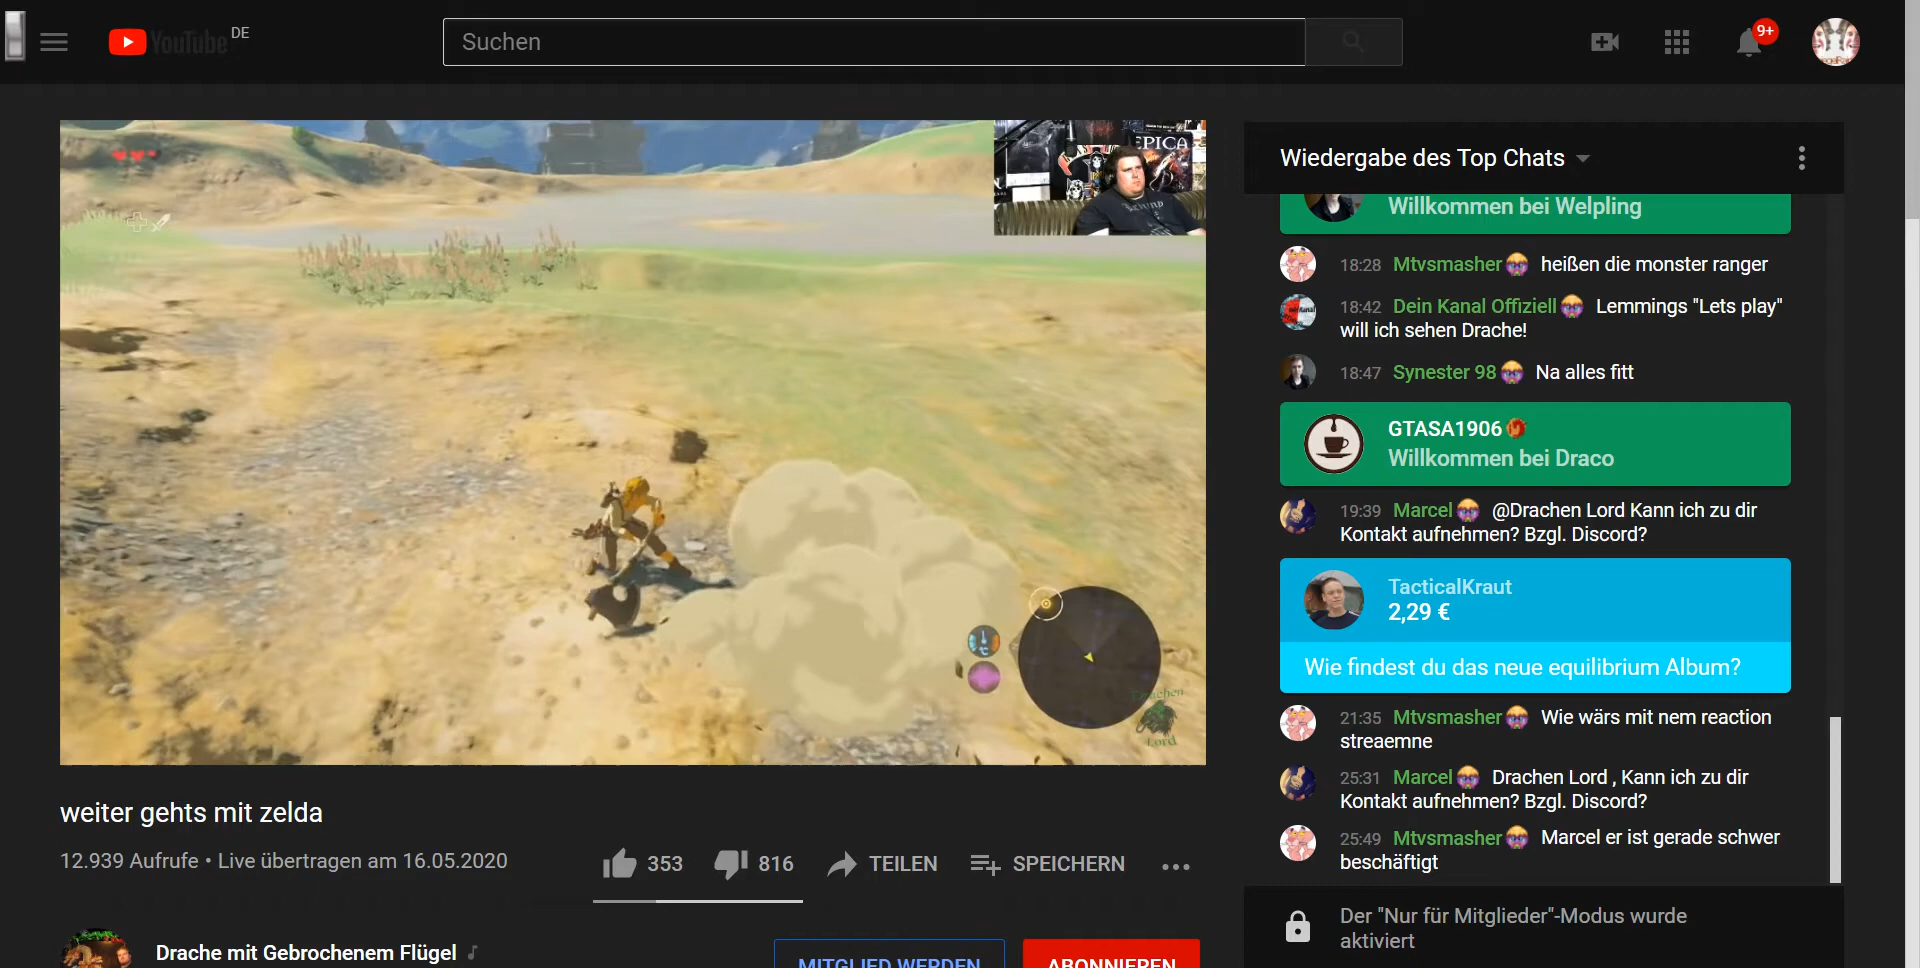 YouTube DE
Suchen
9+
EPICA
Drachen
Lord
weiter gehts mit zelda
12.939 Aufrufe • Live übertragen am 16.05.2020
353
816
TEILEN
SPEICHERN
Drache mit Gebrochenem Flügel
MITGLIED WERDEN
ABONNIEREN
Wiedergabe des Top Chats
Willkommen bei Welpling
18:28 Mtvsmasher heißen die monster ranger
18:42 Dein Kanal Offiziell Lemmings "Lets play"
will ich sehen Drache!
18:47 Synester 98 Na alles fitt
GTASA1906
Willkommen bei Draco
19:39 Marcel @Drachen Lord Kann ich zu dir
Kontakt aufnehmen? Bzgl. Discord?
TacticalKraut
2,29 €
Wie findest du das neue equilibrium Album?
21:35 Mtvsmasher Wie wärs mit nem reaction
streaemne
25:31 Marcel Drachen Lord , Kann ich zu dir
Kontakt aufnehmen? Bzgl. Discord?
25:49 Mtvsmasher Marcel er ist gerade schwer
beschäftigt
Der "Nur für Mitglieder"-Modus wurde
aktiviert